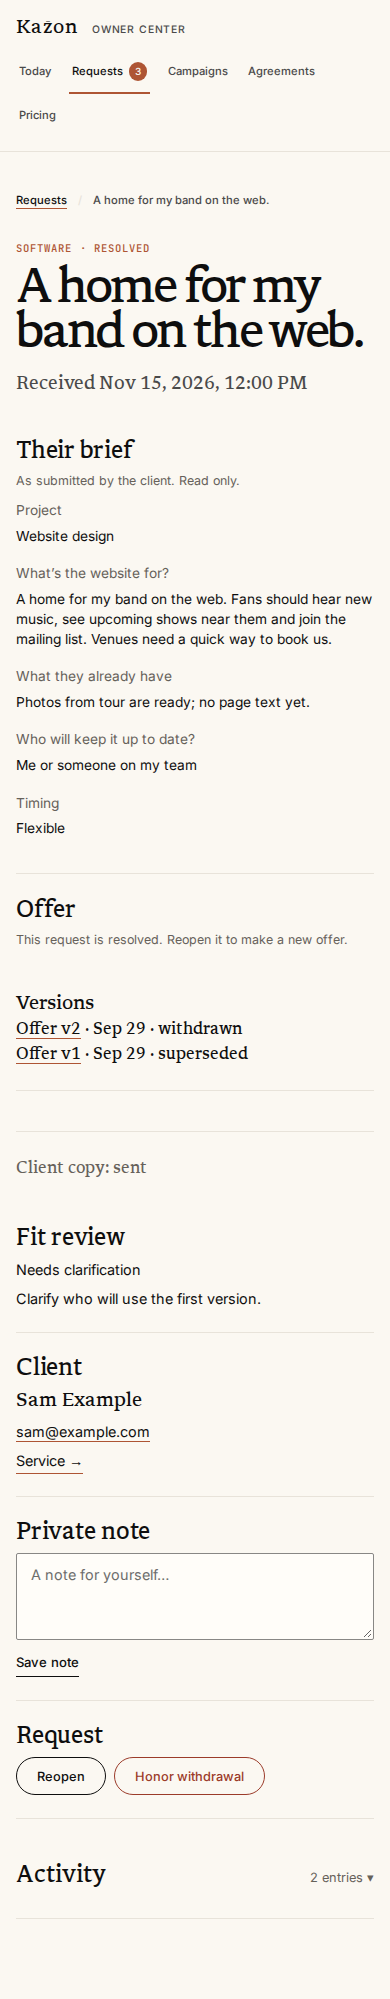 Kažon OWNER CENTER
Today Requests 3 Campaigns Agreements
Pricing
Requests / A home for my band on the web.
SOFTWARE · RESOLVED
A home for my
band on the web.
Received Nov 15, 2026, 12:00 PM
Their brief
As submitted by the client. Read only.
Project
Website design
What's the website for?
A home for my band on the web. Fans should hear new
music, see upcoming shows near them and join the
mailing list. Venues need a quick way to book us.
What they already have
Photos from tour are ready; no page text yet.
Who will keep it up to date?
Me or someone on my team
Timing
Flexible
Offer
This request is resolved. Reopen it to make a new offer.
Versions
Offer v2 · Sep 29 · withdrawn
Offer v1 · Sep 29 · superseded
Client copy: sent
Fit review
Needs clarification
Clarify who will use the first version.
Client
Sam Example
sam@example.com
Service →
Private note
A note for yourself…
Save note
Request
Reopen Honor withdrawal
Activity 2 entries ▾